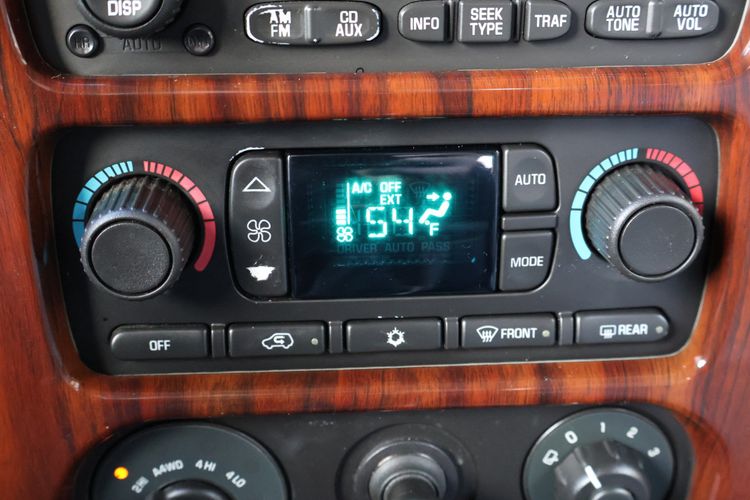 DISP
AUTO
AM FM
CD AUX
INFO
SEEK TYPE
TRAF
AUTO TONE
AUTO VOL
A/C OFF
EXT
54 °F
DRIVER AUTO PASS
AUTO
MODE
OFF
FRONT
REAR
2HI A4WD 4HI 4LO
0 1 2 3